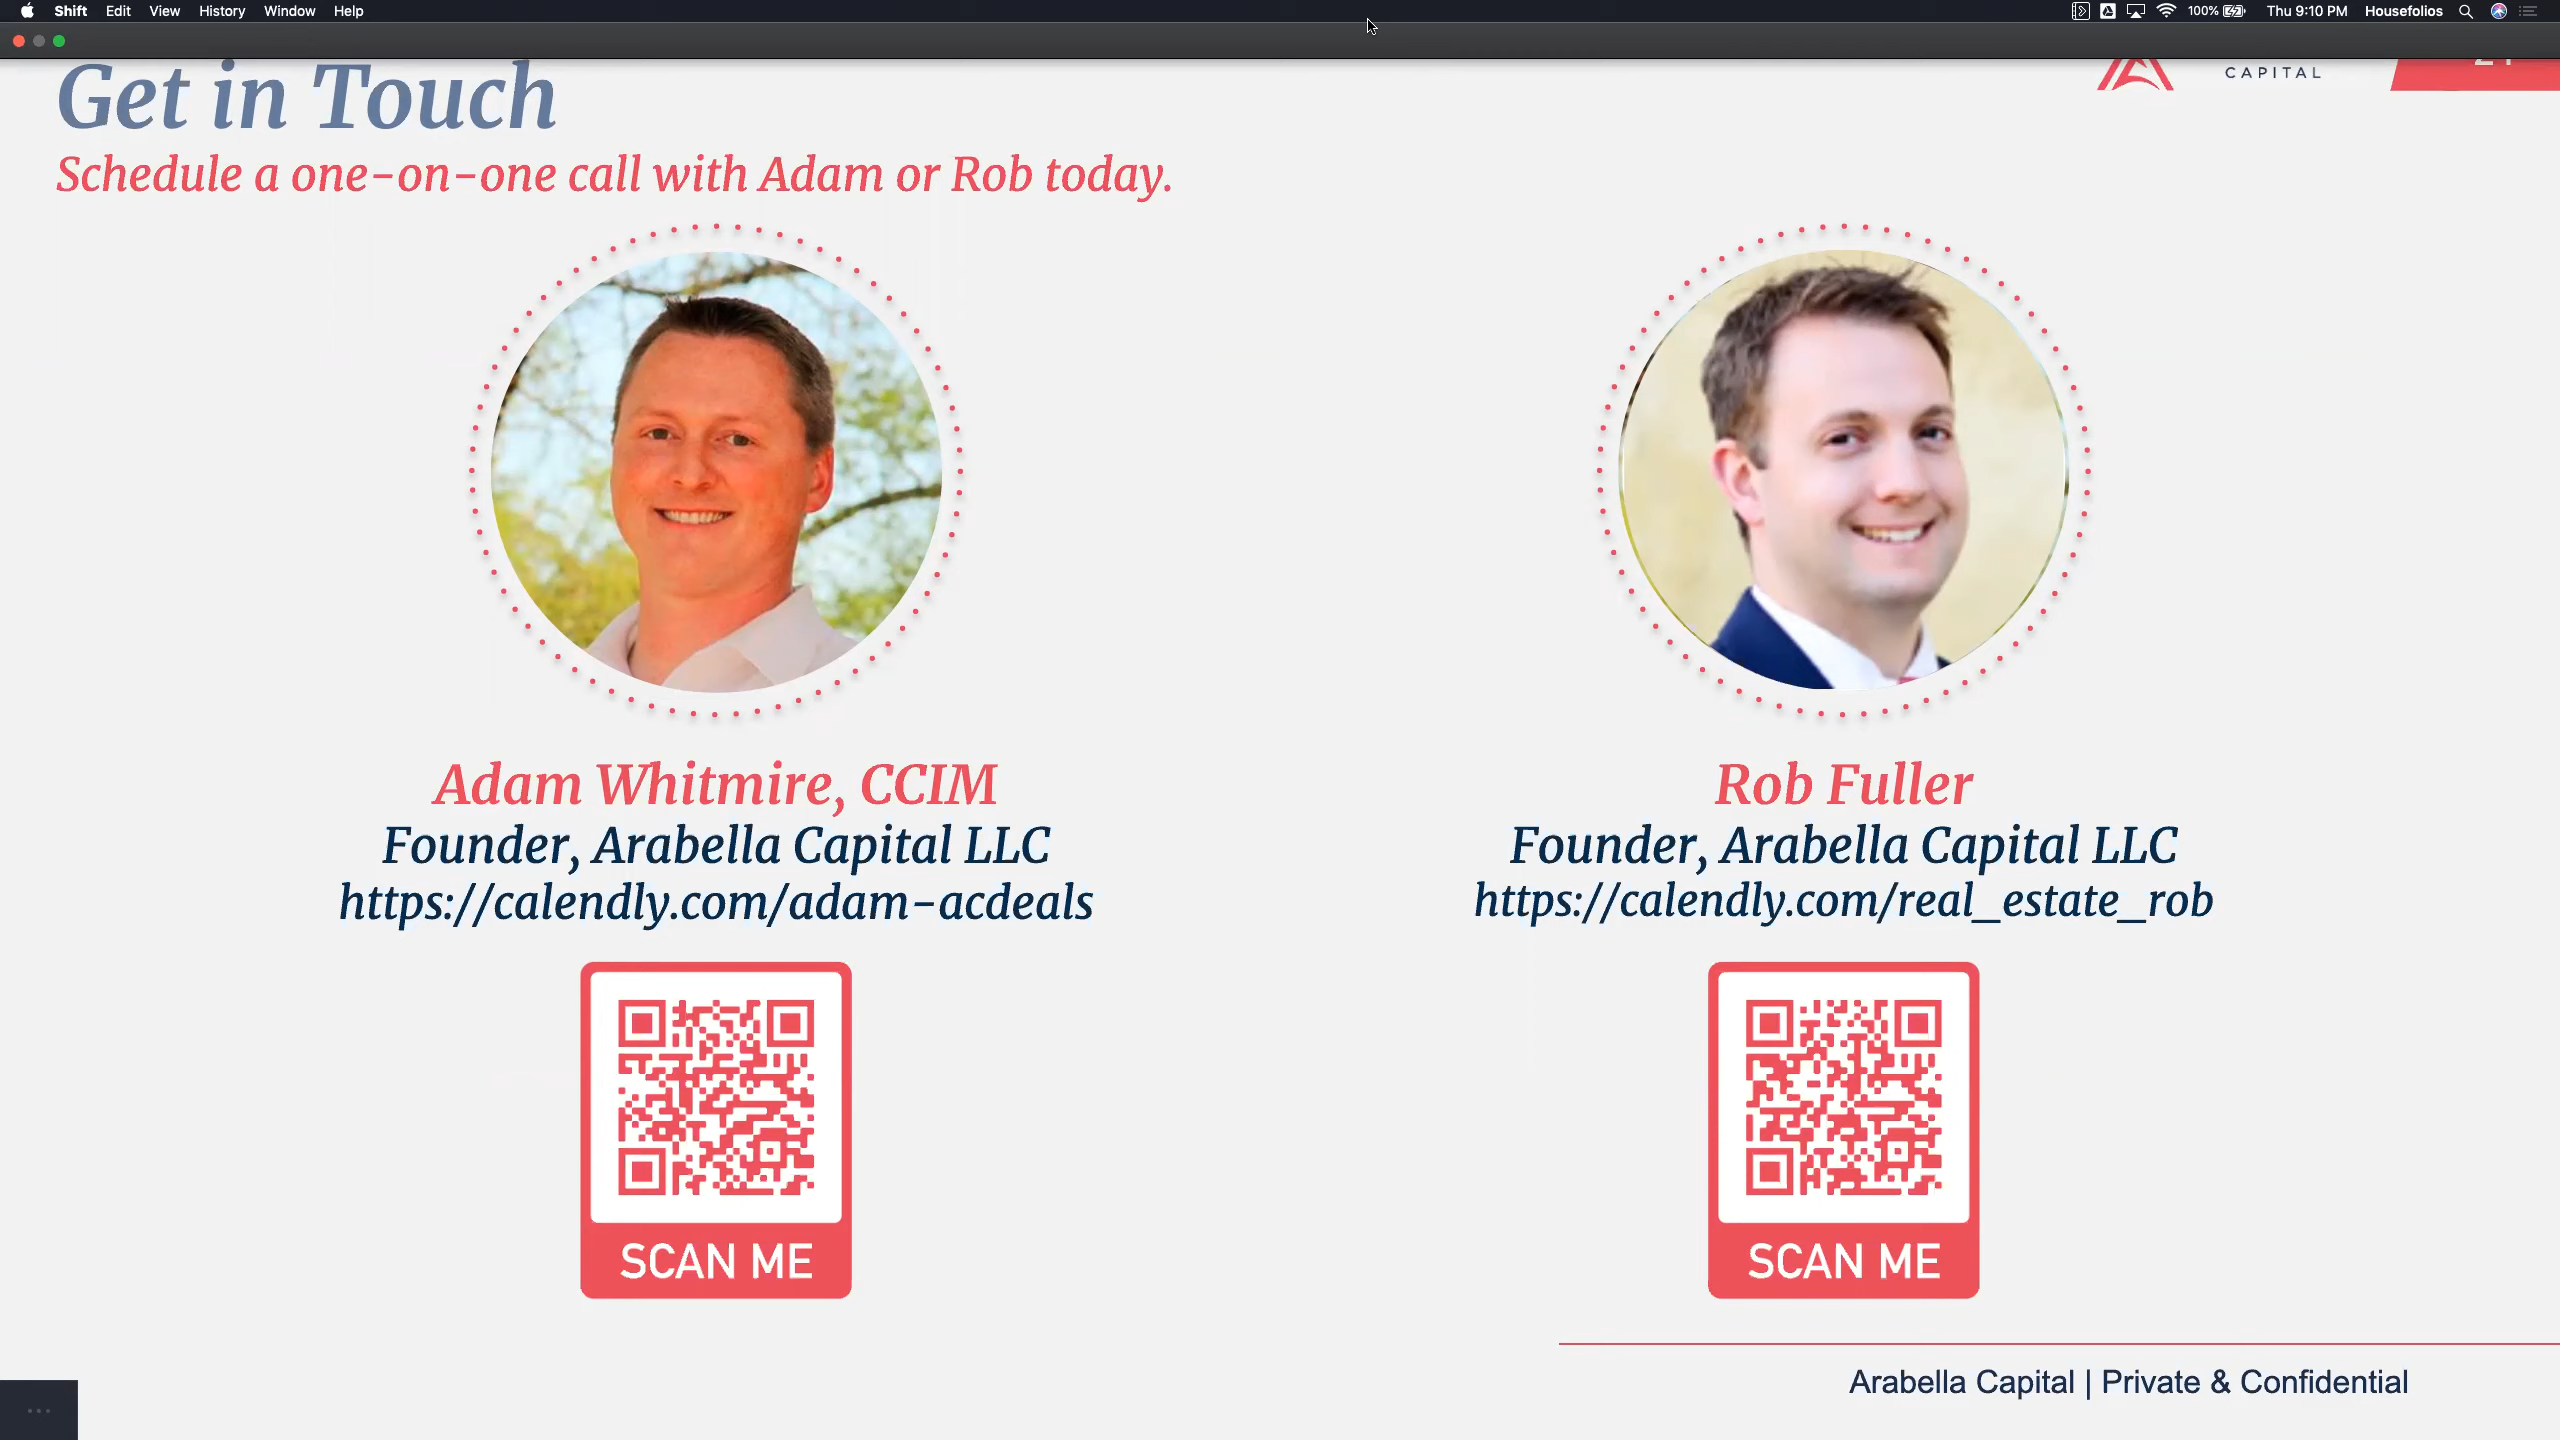 Shift Edit View History Window Help
100% Thu 9:10 PM Housefolios
Get in Touch
CAPITAL
Schedule a one-on-one call with Adam or Rob today.
Adam Whitmire, CCIM
Founder, Arabella Capital LLC
https://calendly.com/adam-acdeals
SCAN ME
Rob Fuller
Founder, Arabella Capital LLC
https://calendly.com/real_estate_rob
SCAN ME
Arabella Capital | Private & Confidential